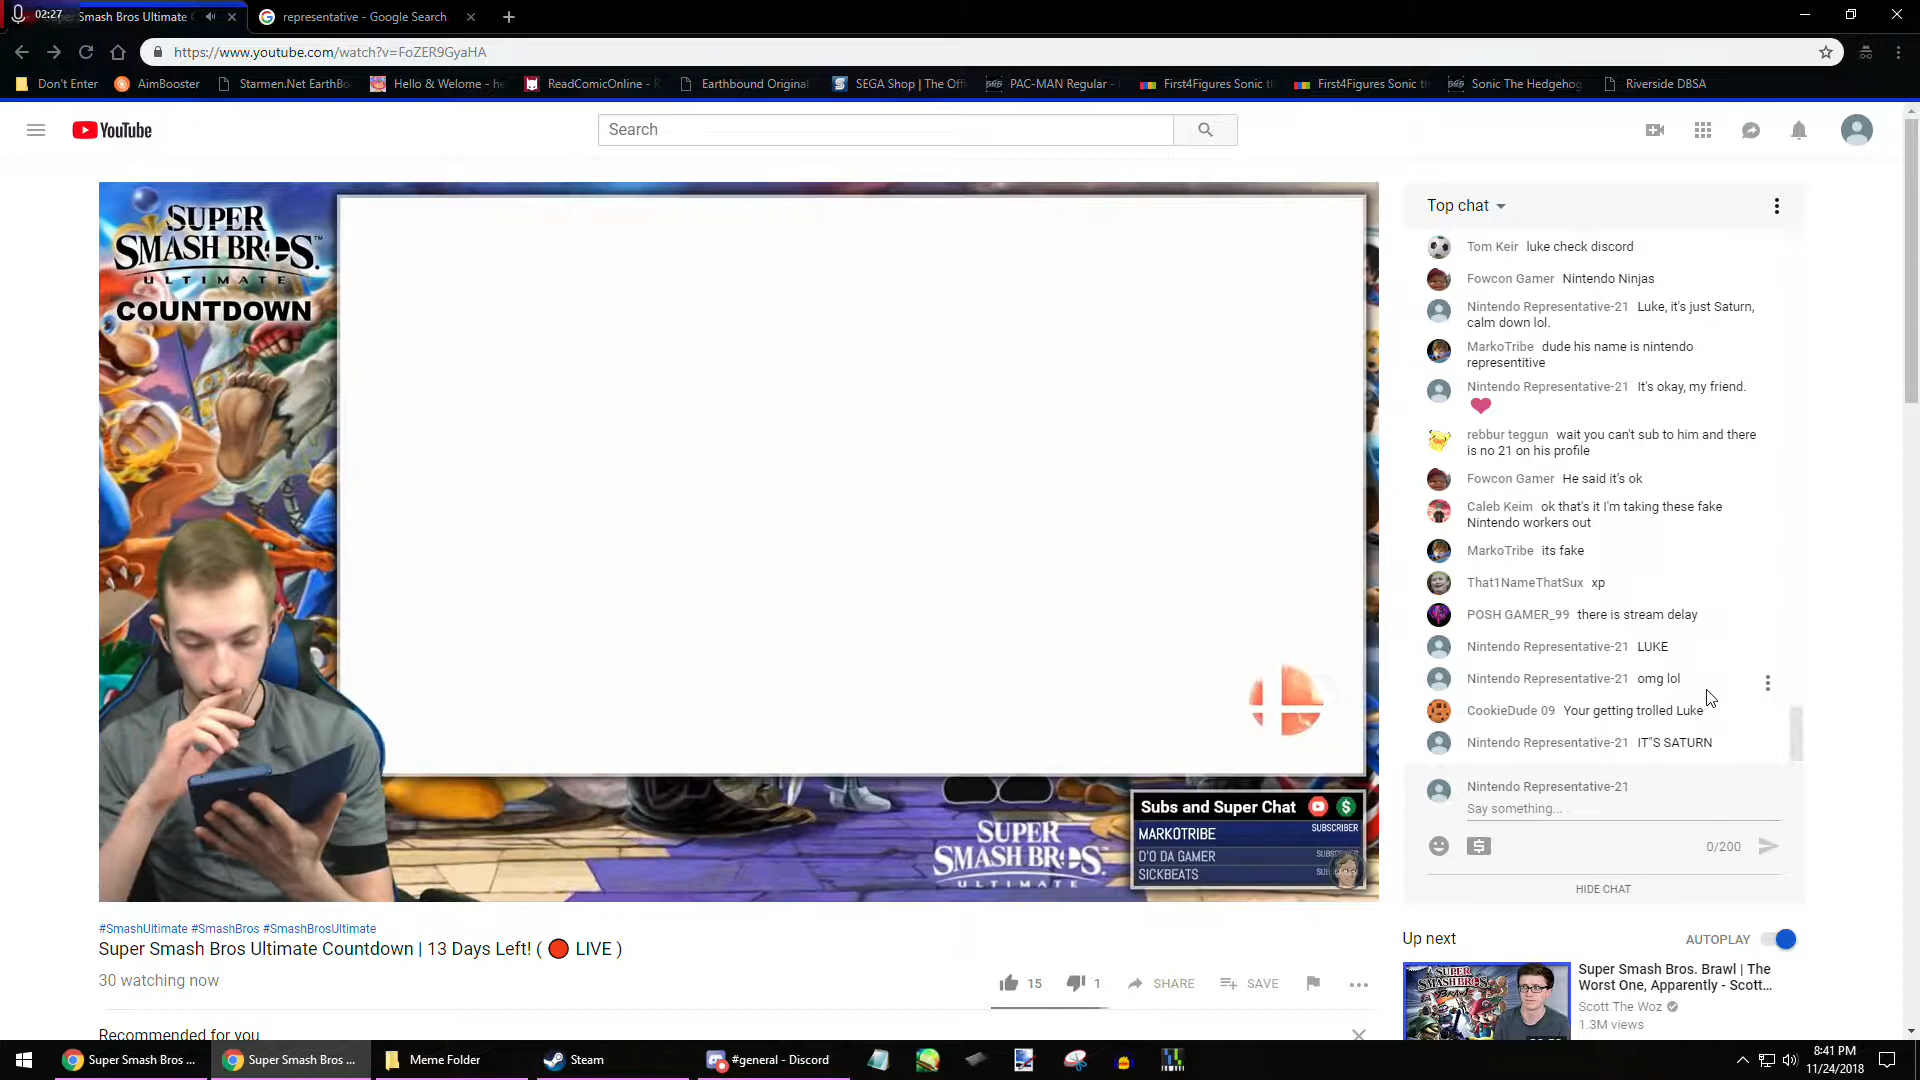 02:27
Super Smash Bros Ultimate C
representative - Google Search
https://www.youtube.com/watch?v=FoZER9GyaHA
Don't Enter
AimBooster
Starmen.Net EarthBo
Hello & Welome - he
ReadComicOnline - R
Earthbound Original
SEGA Shop | The Offi
PAC-MAN Regular -
First4Figures Sonic th
First4Figures Sonic th
Sonic The Hedgehog
Riverside DBSA
YouTube
Search
SUPER
SMASH BROS.
ULTIMATE
COUNTDOWN
Top chat
Tom Keir luke check discord
Fowcon Gamer Nintendo Ninjas
Nintendo Representative-21 Luke, it's just Saturn,
calm down lol.
MarkoTribe dude his name is nintendo
representitive
Nintendo Representative-21 It's okay, my friend.
rebbur teggun wait you can't sub to him and there
is no 21 on his profile
Fowcon Gamer He said it's ok
Caleb Keim ok that's it I'm taking these fake
Nintendo workers out
MarkoTribe its fake
That1NameThatSux xp
POSH GAMER_99 there is stream delay
Nintendo Representative-21 LUKE
Nintendo Representative-21 omg lol
CookieDude 09 Your getting trolled Luke
Nintendo Representative-21 IT"S SATURN
Nintendo Representative-21
Say something...
0/200
HIDE CHAT
Subs and Super Chat
MARKOTRIBE SUBSCRIBER
D'O DA GAMER
SICKBEATS
SUPER
SMASH BROS.
ULTIMATE
#SmashUltimate #SmashBros #SmashBrosUltimate
Super Smash Bros Ultimate Countdown | 13 Days Left! ( 🔴 LIVE )
30 watching now
15
1
SHARE
SAVE
Recommended for you
Up next
AUTOPLAY
Super Smash Bros. Brawl | The
Worst One, Apparently - Scott...
Scott The Woz
1.3M views
Super Smash Bros ...
Super Smash Bros ...
Meme Folder
Steam
#general - Discord
8:41 PM
11/24/2018